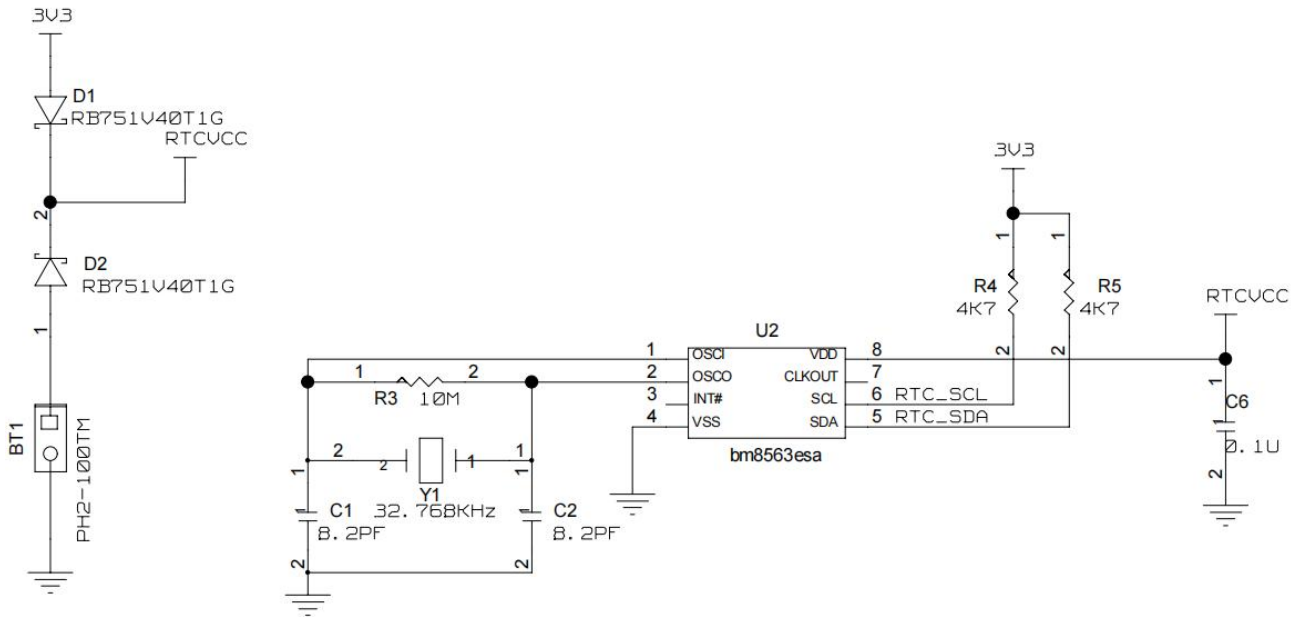 3V3
D1
RB751V40T1G
RTCVCC
2
D2
RB751V40T1G
1
BT1
PH2-100TM
3V3
1
1
R4
4K7
R5
4K7
2
2
RTCVCC
U2
1
OSCI
VDD
8
2
OSCO
CLKOUT
7
3
INT#
SCL
6
RTC_SCL
4
VSS
SDA
5
RTC_SDA
bm8563esa
1
2
R3
10M
2
2
1
1
Y1
32.768KHz
1
C1
8.2PF
2
1
C2
8.2PF
2
1
C6
0.1U
2